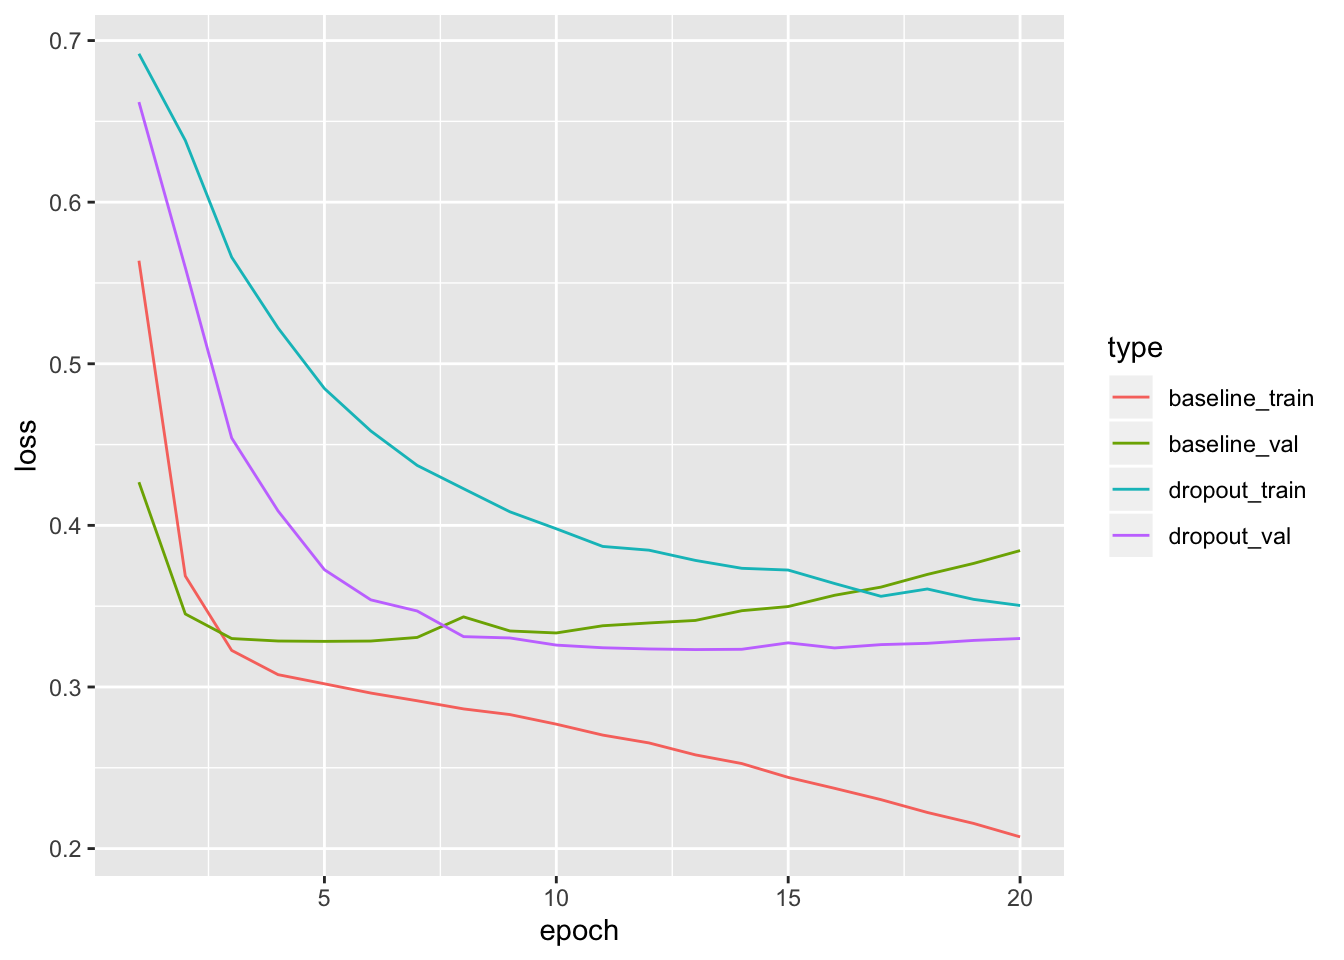 0.7
0.6
0.5
0.4
0.3
0.2
loss
5 10 15 20
epoch
type
baseline_train
baseline_val
dropout_train
dropout_val